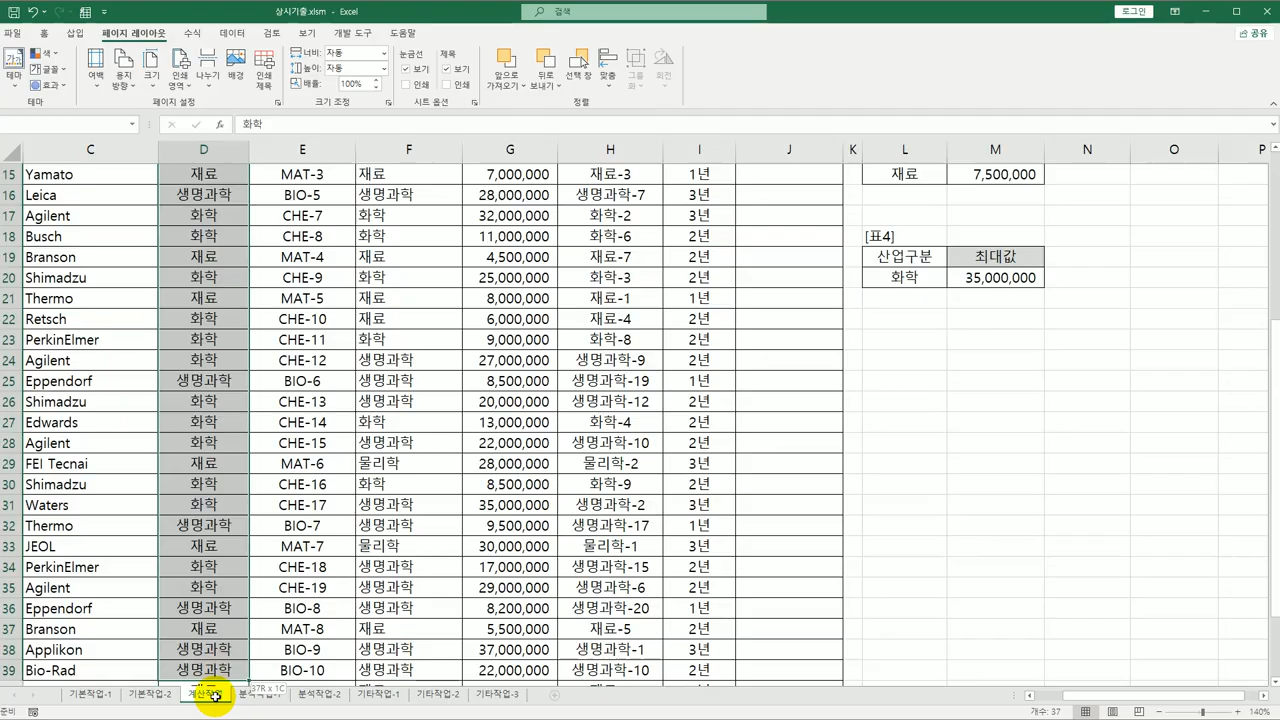 상시기출.xlsm - Excel
검색
로그인
파일 홈 삽입 페이지 레이아웃 수식 데이터 검토 보기 개발 도구 도움말
공유
테마 색 글꼴 효과 여백 용지 방향 크기 인쇄 영역 나누기 배경 인쇄 제목 너비: 자동 높이: 자동 배율: 100% 눈금선 보기 인쇄 제목 보기 인쇄 앞으로 가져오기 뒤로 보내기 선택 창 맞춤 그룹화 회전
테마 페이지 설정 크기 조정 시트 옵션 정렬
화학
C D E F G H I J K L M N O P
15 Yamato 재료 MAT-3 재료 7,000,000 재료-3 1년 재료 7,500,000
16 Leica 생명과학 BIO-5 생명과학 28,000,000 생명과학-7 3년
17 Agilent 화학 CHE-7 화학 32,000,000 화학-2 3년
18 Busch 화학 CHE-8 화학 11,000,000 화학-6 2년 [표4]
19 Branson 재료 MAT-4 재료 4,500,000 재료-7 2년 산업구분 최대값
20 Shimadzu 화학 CHE-9 화학 25,000,000 화학-3 2년 화학 35,000,000
21 Thermo 재료 MAT-5 재료 8,000,000 재료-1 1년
22 Retsch 화학 CHE-10 재료 6,000,000 재료-4 2년
23 PerkinElmer 화학 CHE-11 화학 9,000,000 화학-8 2년
24 Agilent 화학 CHE-12 생명과학 27,000,000 생명과학-9 2년
25 Eppendorf 생명과학 BIO-6 생명과학 8,500,000 생명과학-19 1년
26 Shimadzu 화학 CHE-13 생명과학 20,000,000 생명과학-12 2년
27 Edwards 화학 CHE-14 화학 13,000,000 화학-4 2년
28 Agilent 화학 CHE-15 생명과학 22,000,000 생명과학-10 2년
29 FEI Tecnai 재료 MAT-6 물리학 28,000,000 물리학-2 3년
30 Shimadzu 화학 CHE-16 화학 8,500,000 화학-9 2년
31 Waters 화학 CHE-17 생명과학 35,000,000 생명과학-2 3년
32 Thermo 생명과학 BIO-7 생명과학 9,500,000 생명과학-17 1년
33 JEOL 재료 MAT-7 물리학 30,000,000 물리학-1 3년
34 PerkinElmer 화학 CHE-18 생명과학 17,000,000 생명과학-15 2년
35 Agilent 화학 CHE-19 생명과학 29,000,000 생명과학-6 2년
36 Eppendorf 생명과학 BIO-8 생명과학 8,200,000 생명과학-20 1년
37 Branson 재료 MAT-8 재료 5,500,000 재료-5 2년
38 Applikon 생명과학 BIO-9 생명과학 37,000,000 생명과학-1 3년
39 Bio-Rad 생명과학 BIO-10 생명과학 22,000,000 생명과학-10 2년
37R x 1C
기본작업-1 기본작업-2 기타작업-1 기타작업-2 기타작업-3 분석작업-2
준비 개수: 37 140%